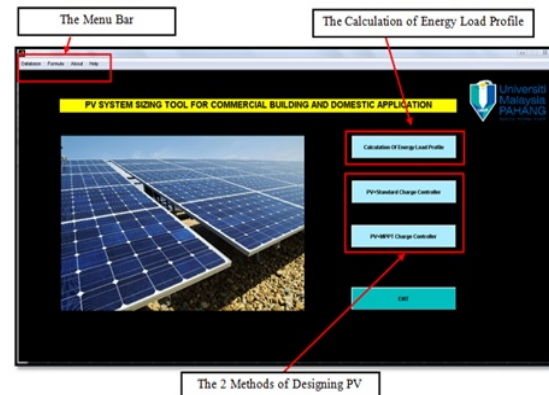 The Menu Bar
The Calculation of Energy Load Profile
Database Formula About Help
PV SYSTEM SIZING TOOL FOR COMMERCIAL BUILDING AND DOMESTIC APPLICATION
Universiti
Malaysia
PAHANG
Calculation Of Energy Load Profile
PV+Standard Charge Controller
PV+MPPT Charge Controller
EXIT
The 2 Methods of Designing PV